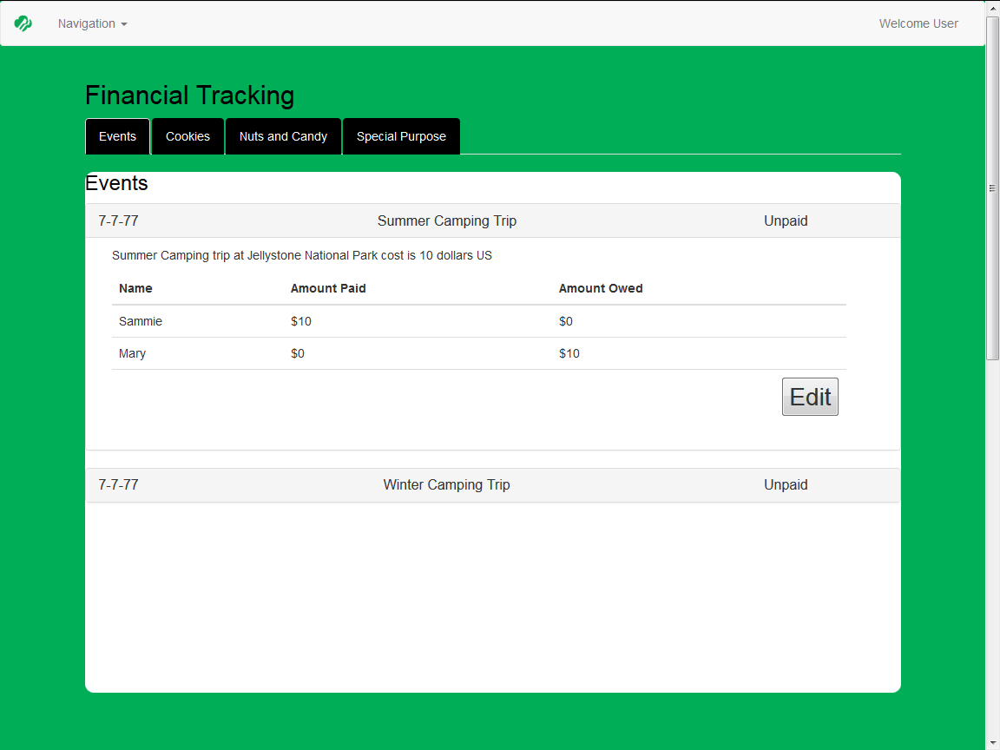 Navigation Welcome User
Financial Tracking
Events Cookies Nuts and Candy Special Purpose
Events
7-7-77 Summer Camping Trip Unpaid
Summer Camping trip at Jellystone National Park cost is 10 dollars US
Name Amount Paid Amount Owed
Sammie $10 $0
Mary $0 $10
Edit
7-7-77 Winter Camping Trip Unpaid